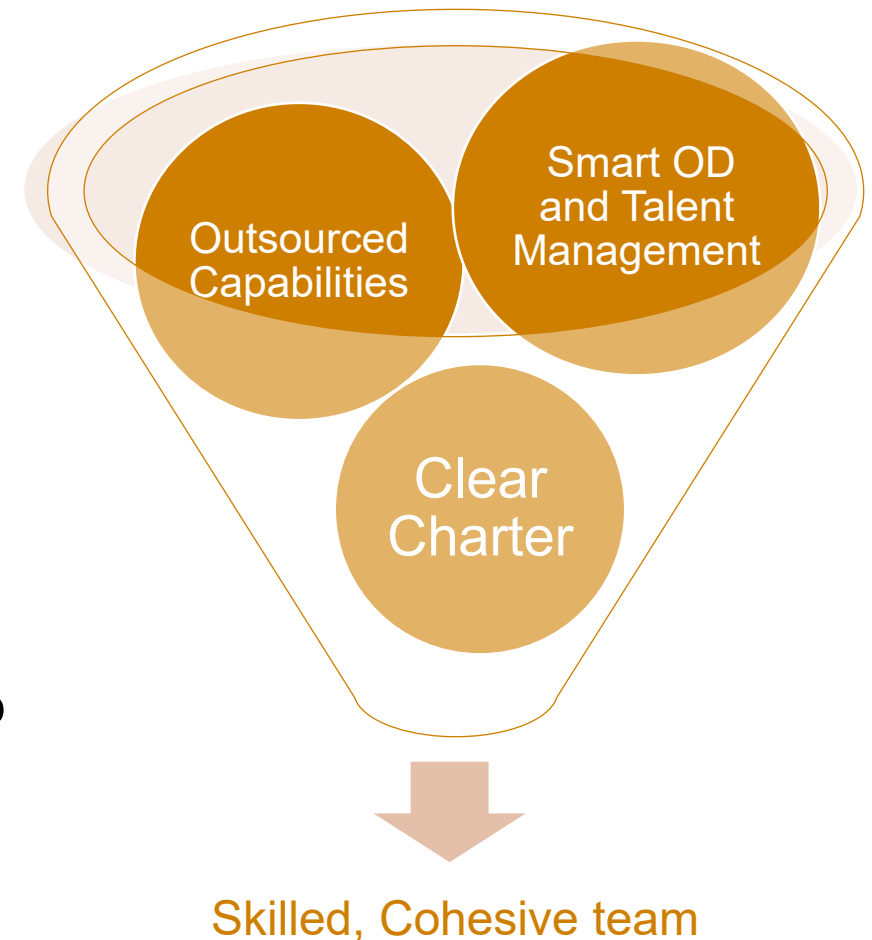 Smart OD
and Talent
Management
Outsourced
Capabilities
Clear
Charter
Skilled, Cohesive team